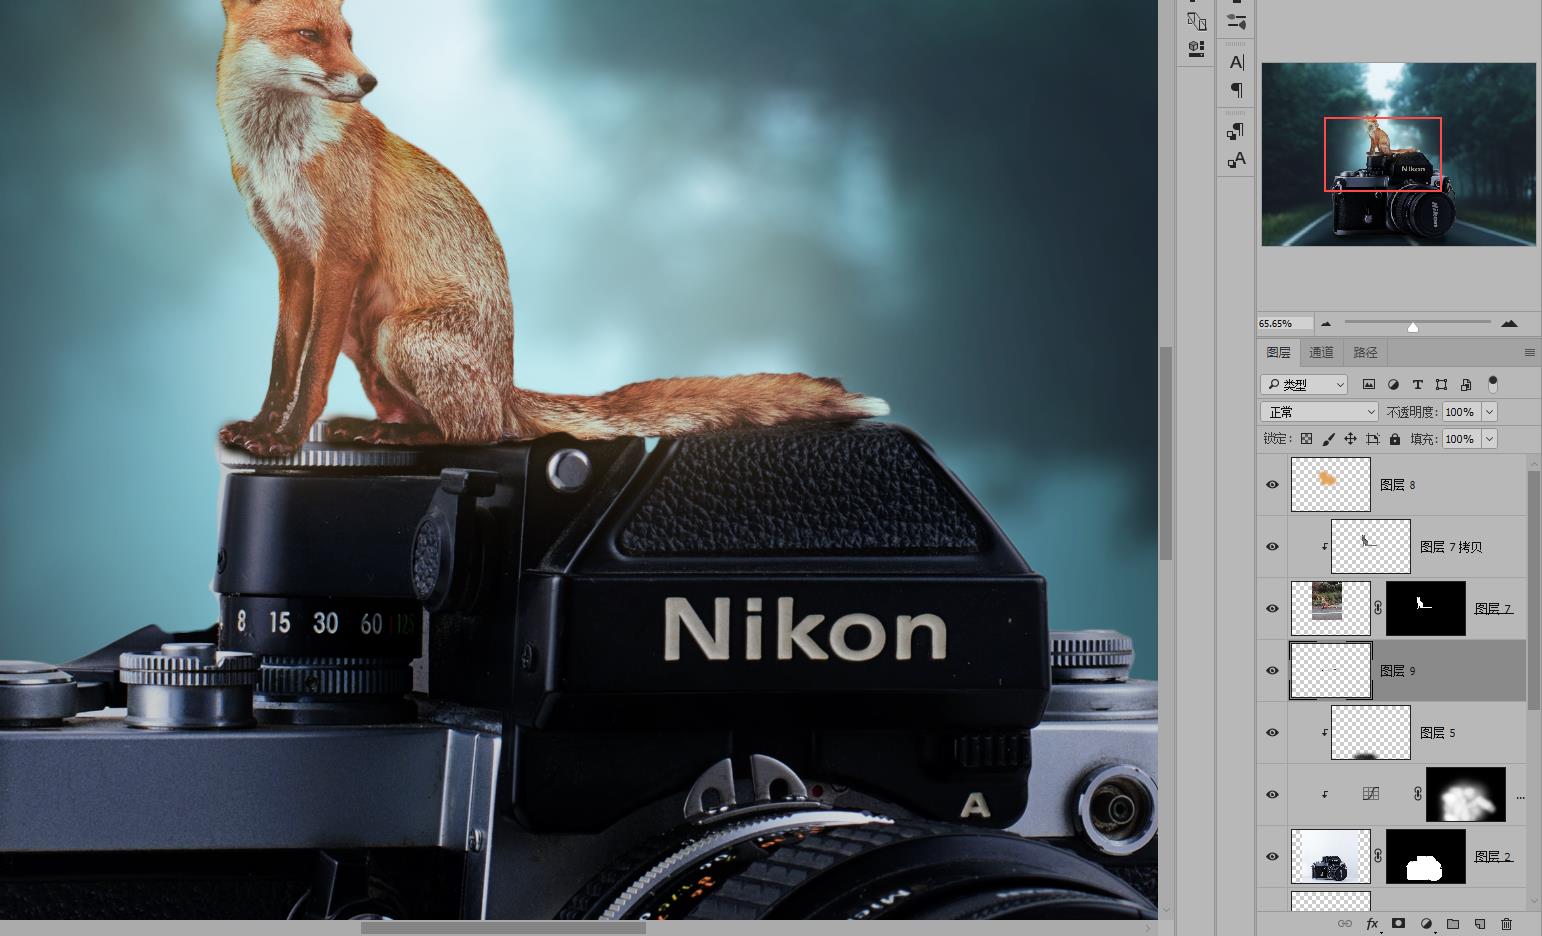 A
¶
¶
A
Nikon
Nikon
65.65%
图层 通道 路径
类型
正常 不透明度: 100%
锁定: 填充: 100%
图层 8
图层 7 拷贝
图层 7
图层 9
图层 5
...
图层 2
fx
8 15 30 60 125
Nikon
A